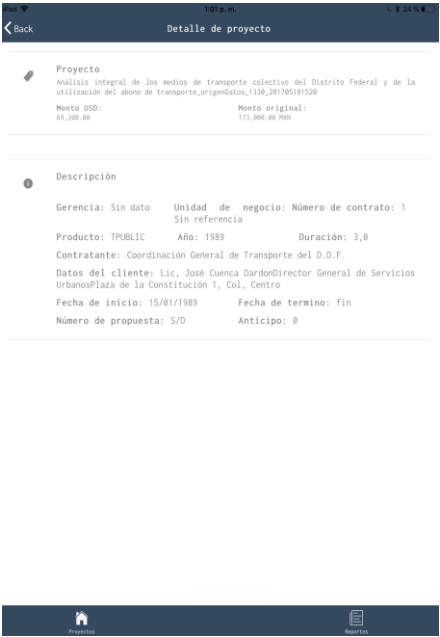 iPad 1:01 p. m. 24 %
Back Detalle de proyecto
Proyecto
Análisis integral de los medios de transporte colectivo del Distrito Federal y de la
utilización del abono de transporte_origenDatos_1330_201705181520
Monto USD: Monto original:
69,200.00 173,000.00 MXN
Descripción
Gerencia: Sin dato Unidad de negocio: Número de contrato: 1
Sin referencia
Producto: TPUBLIC Año: 1989 Duración: 3,0
Contratante: Coordinación General de Transporte del D.D.F.
Datos del cliente: Lic, José Cuenca DardonDirector General de Servicios
UrbanosPlaza de la Constitución 1, Col, Centro
Fecha de inicio: 15/01/1989 Fecha de termino: fin
Número de propuesta: S/D Anticipo: 0
Proyectos Reportes